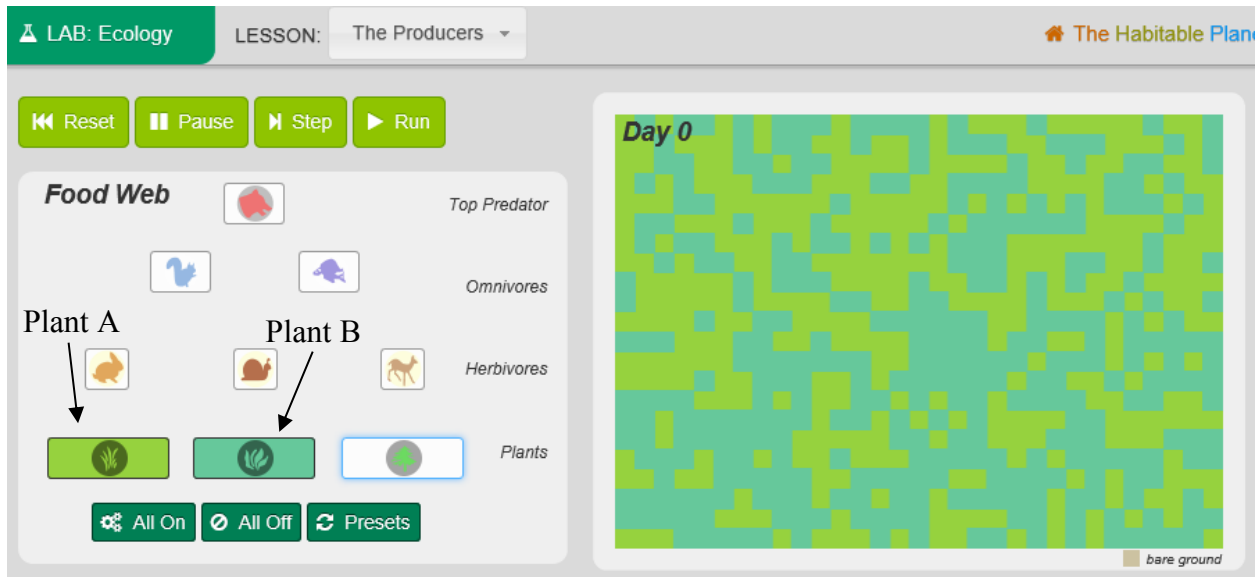 LAB: Ecology
LESSON:
The Producers
The Habitable Plane
Reset
Pause
Step
Run
Food Web
Top Predator
Omnivores
Plant A
Plant B
Herbivores
Plants
All On
All Off
Presets
Day 0
bare ground